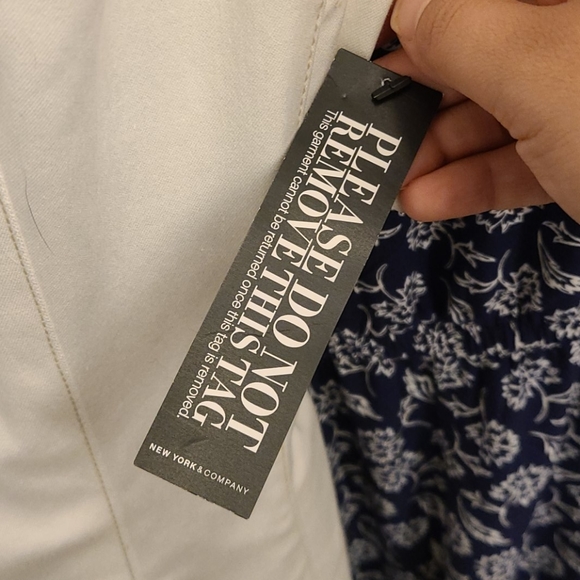 PLEASE DO NOT
REMOVE THIS TAG
This garment cannot be returned once this tag is removed.
NEW YORK & COMPANY